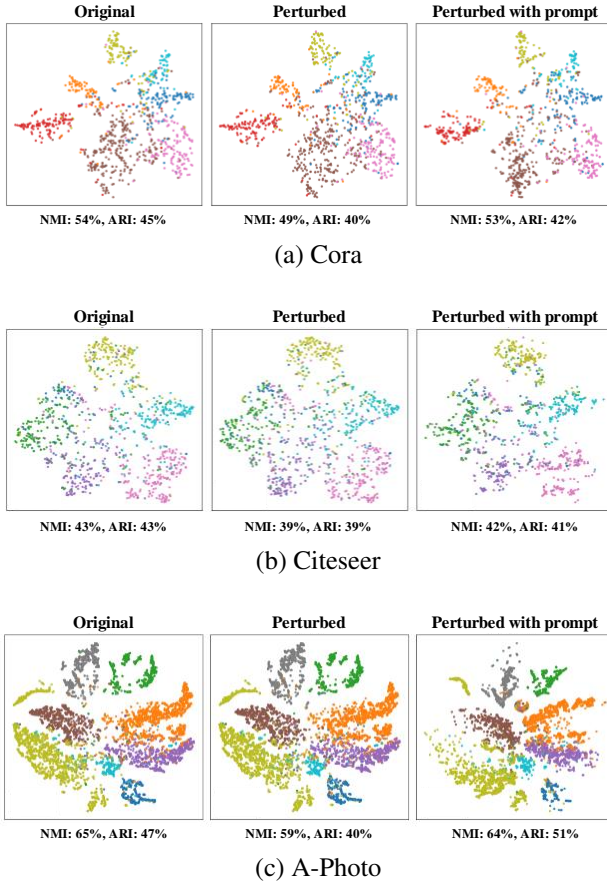 Original Perturbed Perturbed with prompt
NMI: 54%, ARI: 45% NMI: 49%, ARI: 40% NMI: 53%, ARI: 42%
(a) Cora
Original Perturbed Perturbed with prompt
NMI: 43%, ARI: 43% NMI: 39%, ARI: 39% NMI: 42%, ARI: 41%
(b) Citeseer
Original Perturbed Perturbed with prompt
NMI: 65%, ARI: 47% NMI: 59%, ARI: 40% NMI: 64%, ARI: 51%
(c) A-Photo